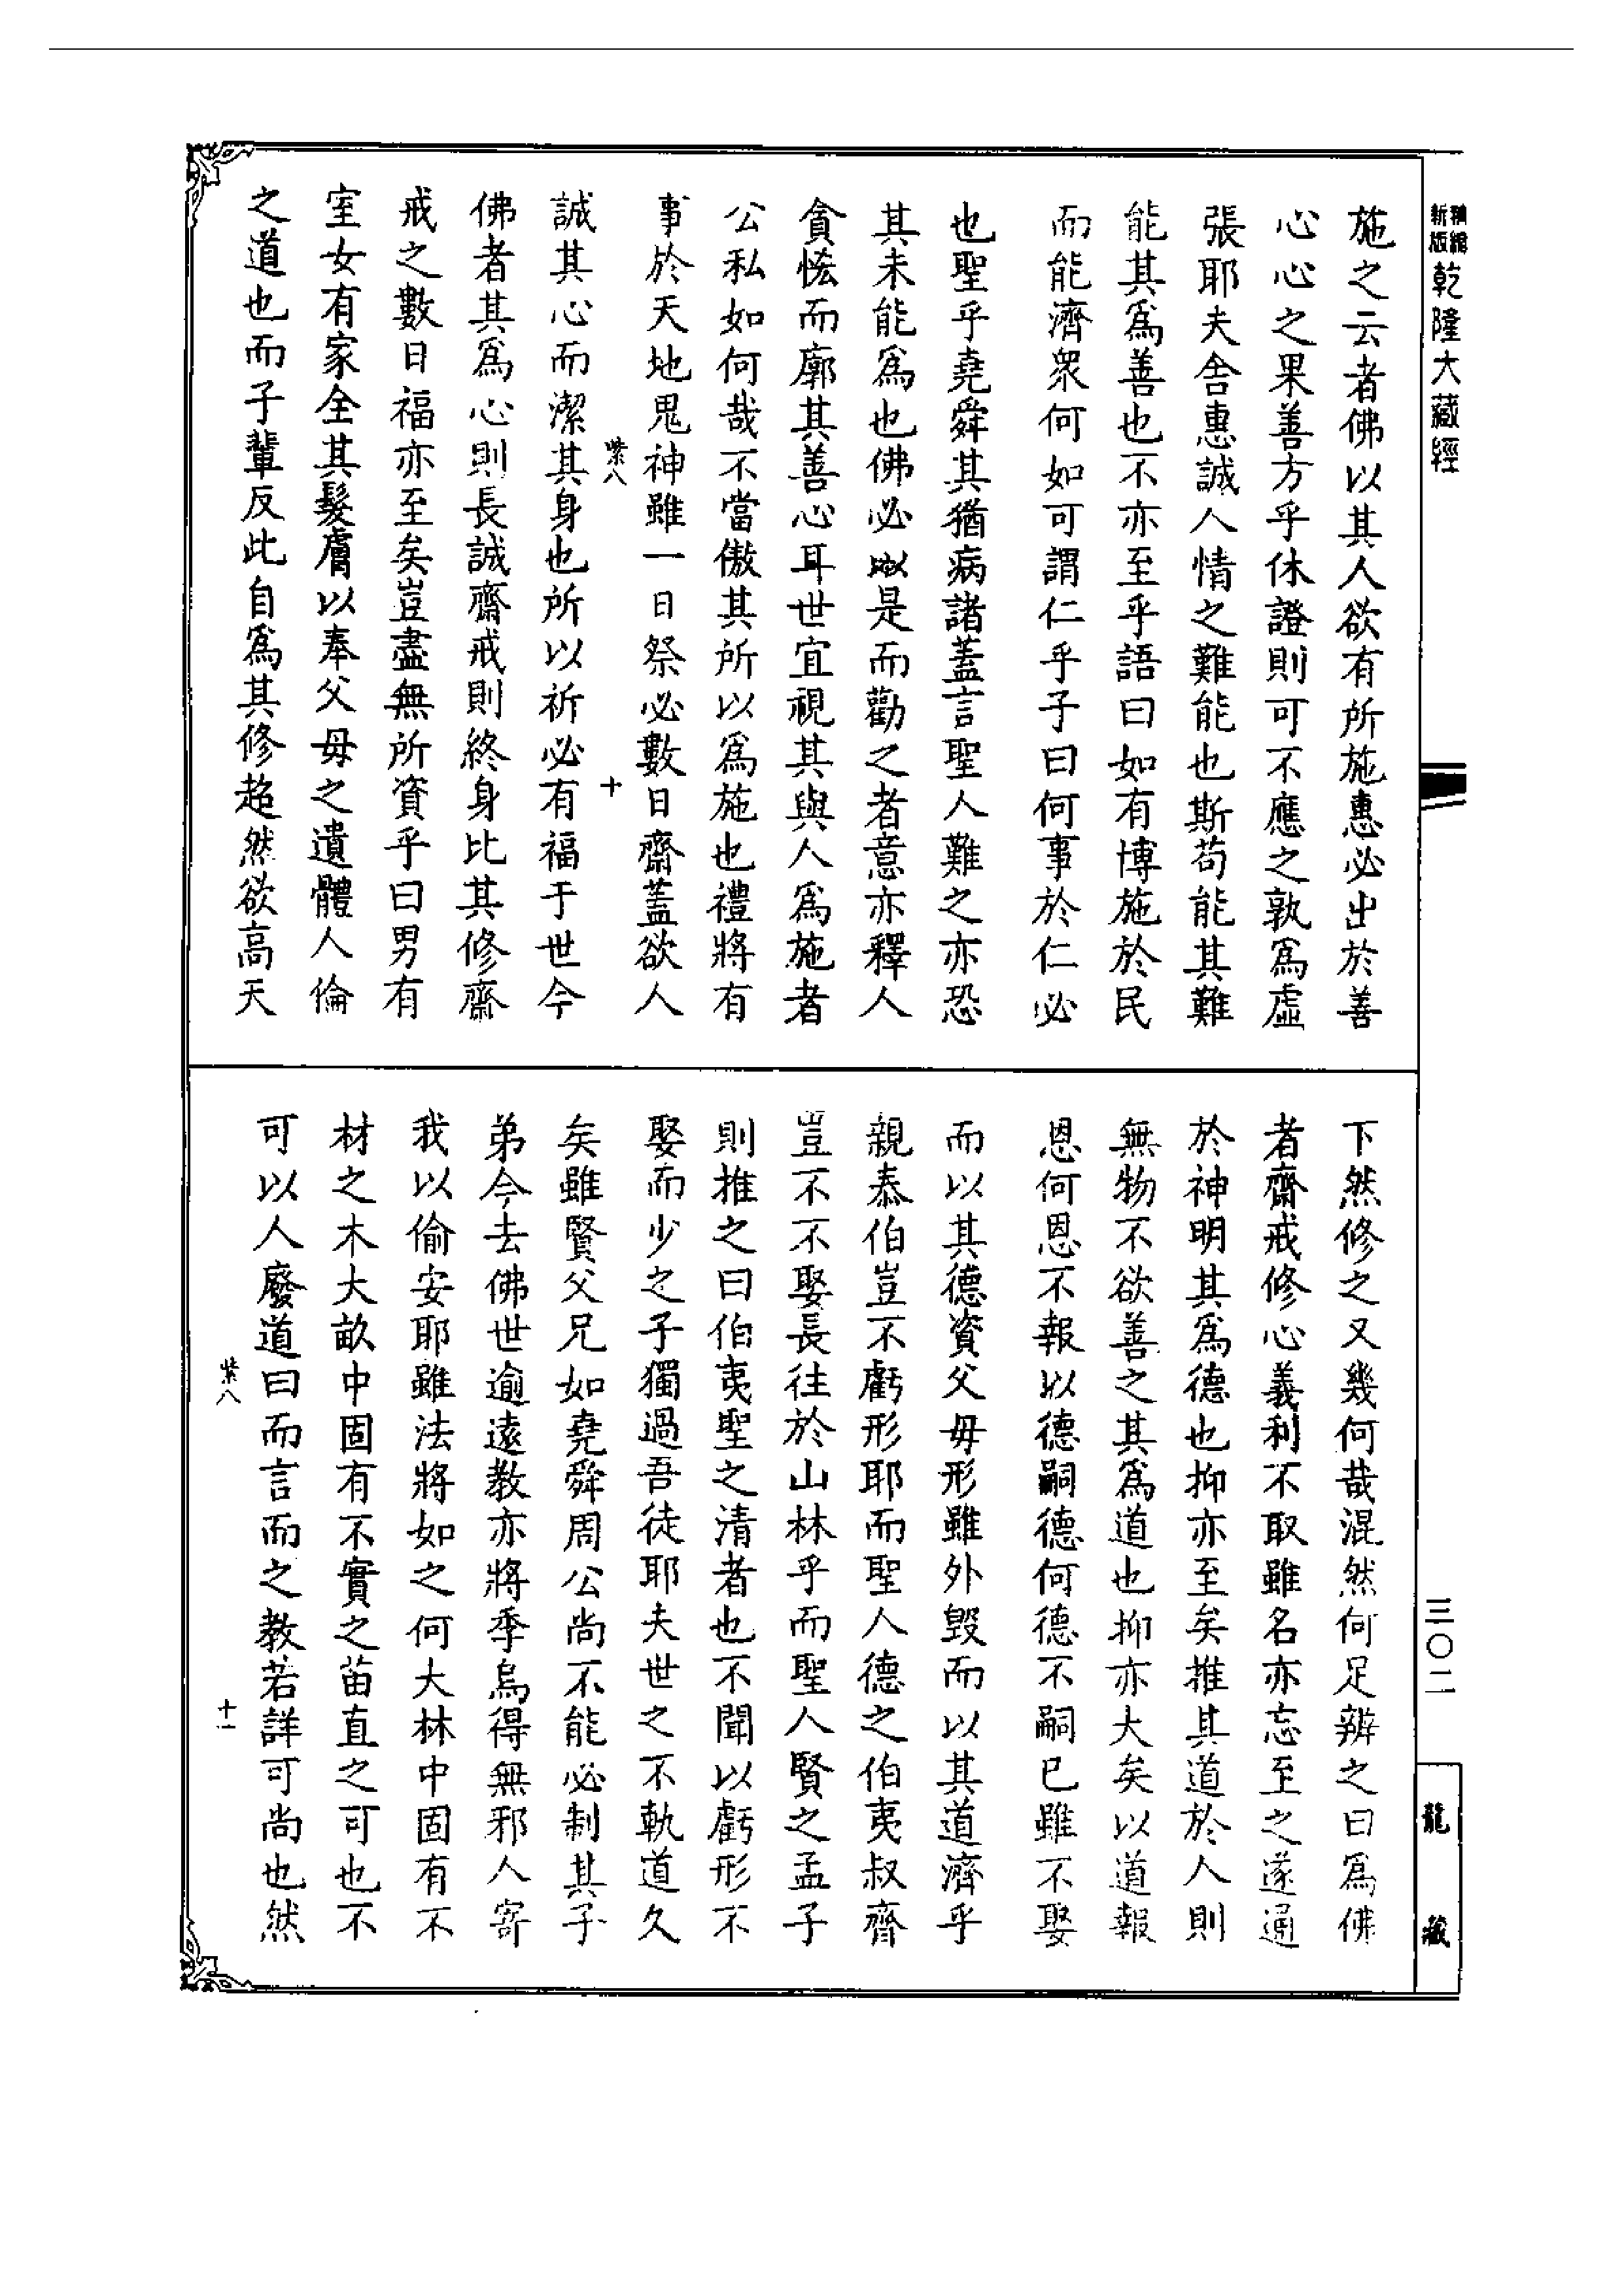 精編
新版
乾隆大藏經
施之云者佛以其人欲有所施惠必出於善
心心之果善方乎休證則可不應之孰爲虛
張耶夫舍惠誠人情之難能也斯苟能其難
能其爲善也不亦至乎語曰如有博施於民
而能濟眾何如可謂仁乎子曰何事於仁必
也聖乎堯舜其猶病諸蓋言聖人難之亦恐
其未能爲也佛必以是而勸之者意亦釋人
貪恡而廓其善心耳世宜視其與人爲施者
公私如何哉不當傲其所以爲施也禮將有
事於天地鬼神雖一日祭必數日齋蓋欲人
紫八
十
誠其心而潔其身也所以祈必有福于世今
佛者其爲心則長誠齋戒則終身比其修齋
戒之數日福亦至矣豈盡無所資乎曰男有
室女有家全其髮膚以奉父母之遺體人倫
之道也而子輩反此自爲其修超然欲高天
下然修之又幾何哉混然何足辨之曰爲佛
者齋戒修心義利不取雖名亦忘至之遂通
於神明其爲德也抑亦至矣推其道於人則
無物不欲善之其爲道也抑亦大矣以道報
恩何恩不報以德嗣德何德不嗣已雖不娶
而以其德資父母形雖外毀而以其道濟乎
親泰伯豈不虧形耶而聖人德之伯夷叔齊
豈不不娶長往於山林乎而聖人賢之孟子
則推之曰伯夷聖之清者也不聞以虧形不
娶而少之子獨過吾徒耶夫世之不軌道久
矣雖賢父兄如堯舜周公尚不能必制其子
弟今去佛世逾遠教亦將季烏得無邪人寄
我以偷安耶雖法將如之何大林中固有不
材之木大畝中固有不實之苗直之可也不
可以人廢道曰而言而之教若詳可尚也然
紫八
十一
三〇二
龍藏